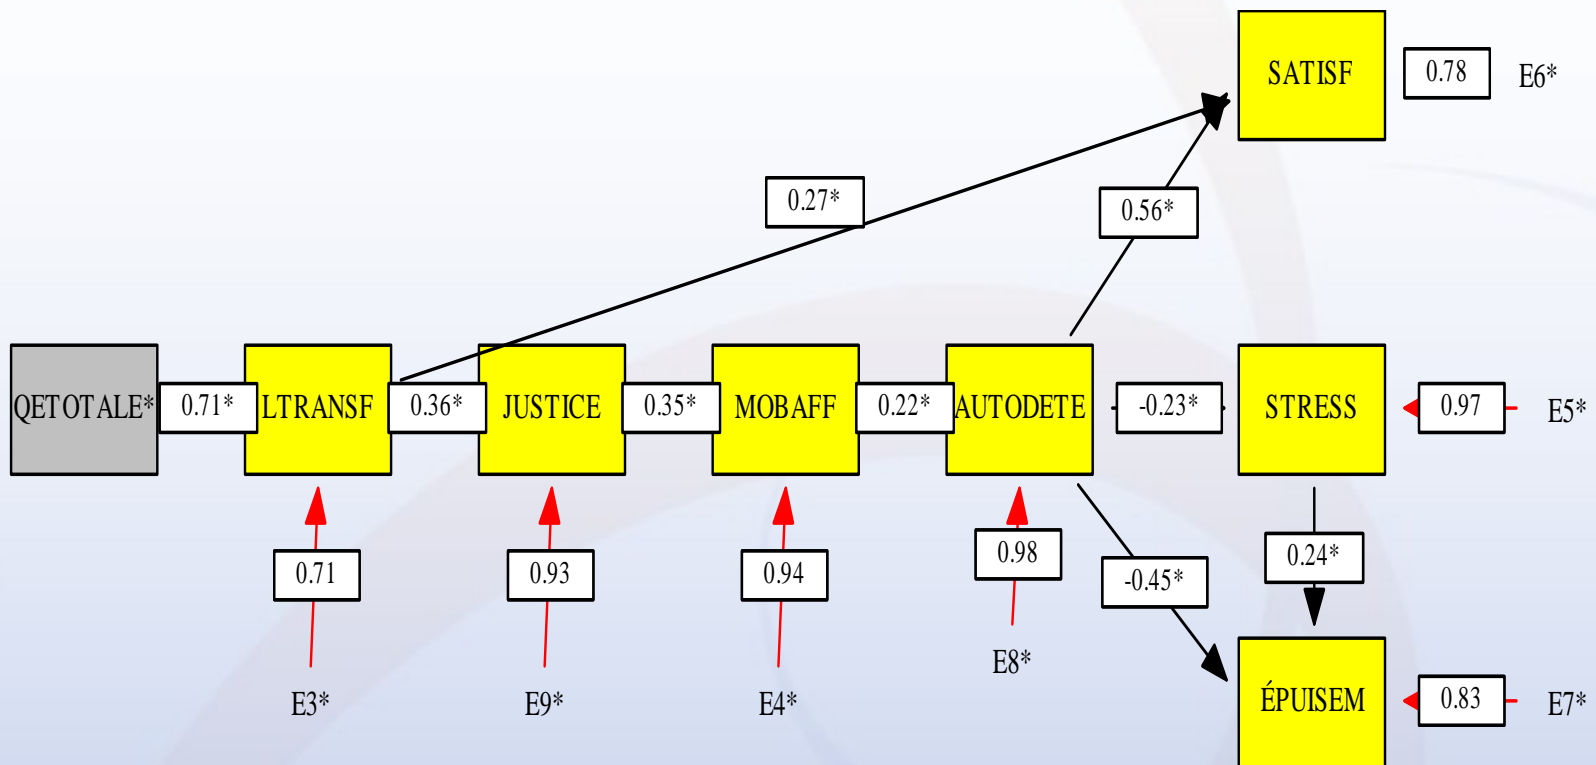 SATISF
0.78
E6*
0.27*
0.56*
QETOTALE*
0.71*
LTRANSF
0.36*
JUSTICE
0.35*
MOBAFF
0.22*
AUTODETE
-0.23*
STRESS
0.97
E5*
0.71
0.93
0.94
0.98
-0.45*
0.24*
E3*
E9*
E4*
E8*
ÉPUISEM
0.83
E7*